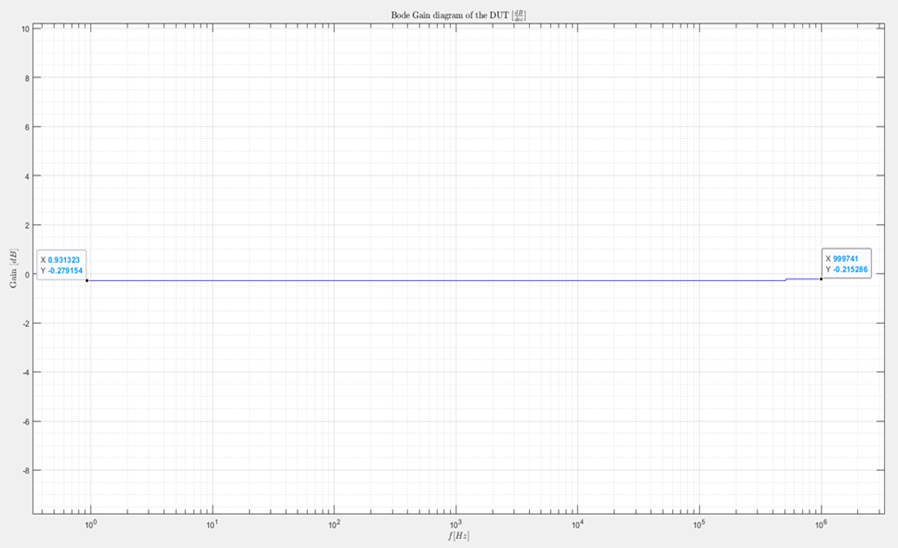 Bode Gain diagram of the DUT [dB/dec]
10
8
6
4
2
0
-2
-4
-6
-8
Gain [dB]
X 0.931323
Y -0.279154
X 999741
Y -0.215286
10^0
10^1
10^2
10^3
10^4
10^5
10^6
f[Hz]